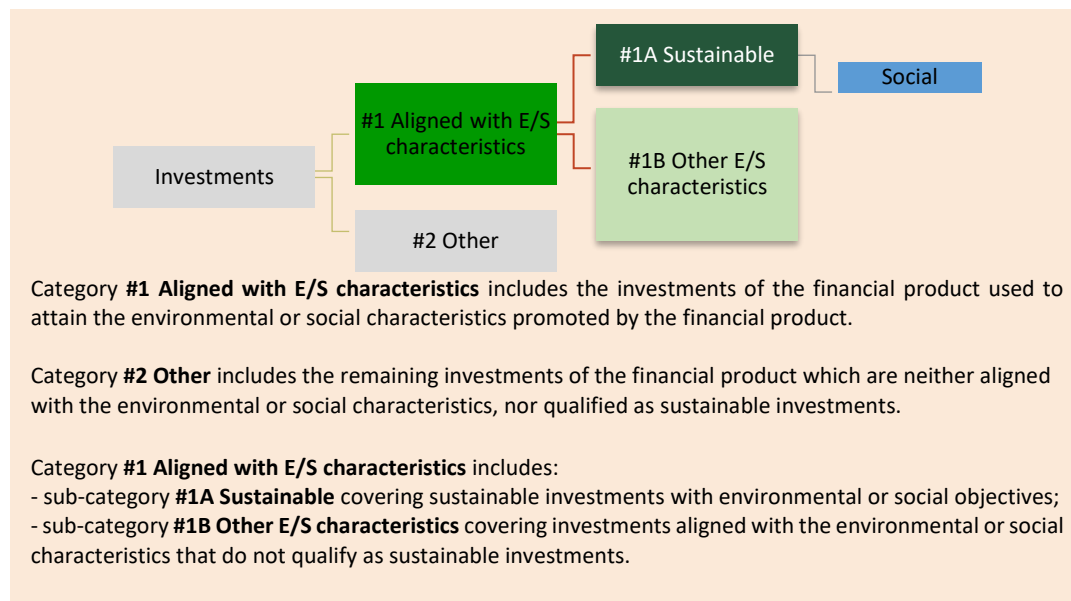 #1A Sustainable
Social
#1 Aligned with E/S
characteristics
#1B Other E/S
characteristics
Investments
#2 Other
Category #1 Aligned with E/S characteristics includes the investments of the financial product used to
attain the environmental or social characteristics promoted by the financial product.
Category #2 Other includes the remaining investments of the financial product which are neither aligned
with the environmental or social characteristics, nor qualified as sustainable investments.
Category #1 Aligned with E/S characteristics includes:
- sub-category #1A Sustainable covering sustainable investments with environmental or social objectives;
- sub-category #1B Other E/S characteristics covering investments aligned with the environmental or social
characteristics that do not qualify as sustainable investments.